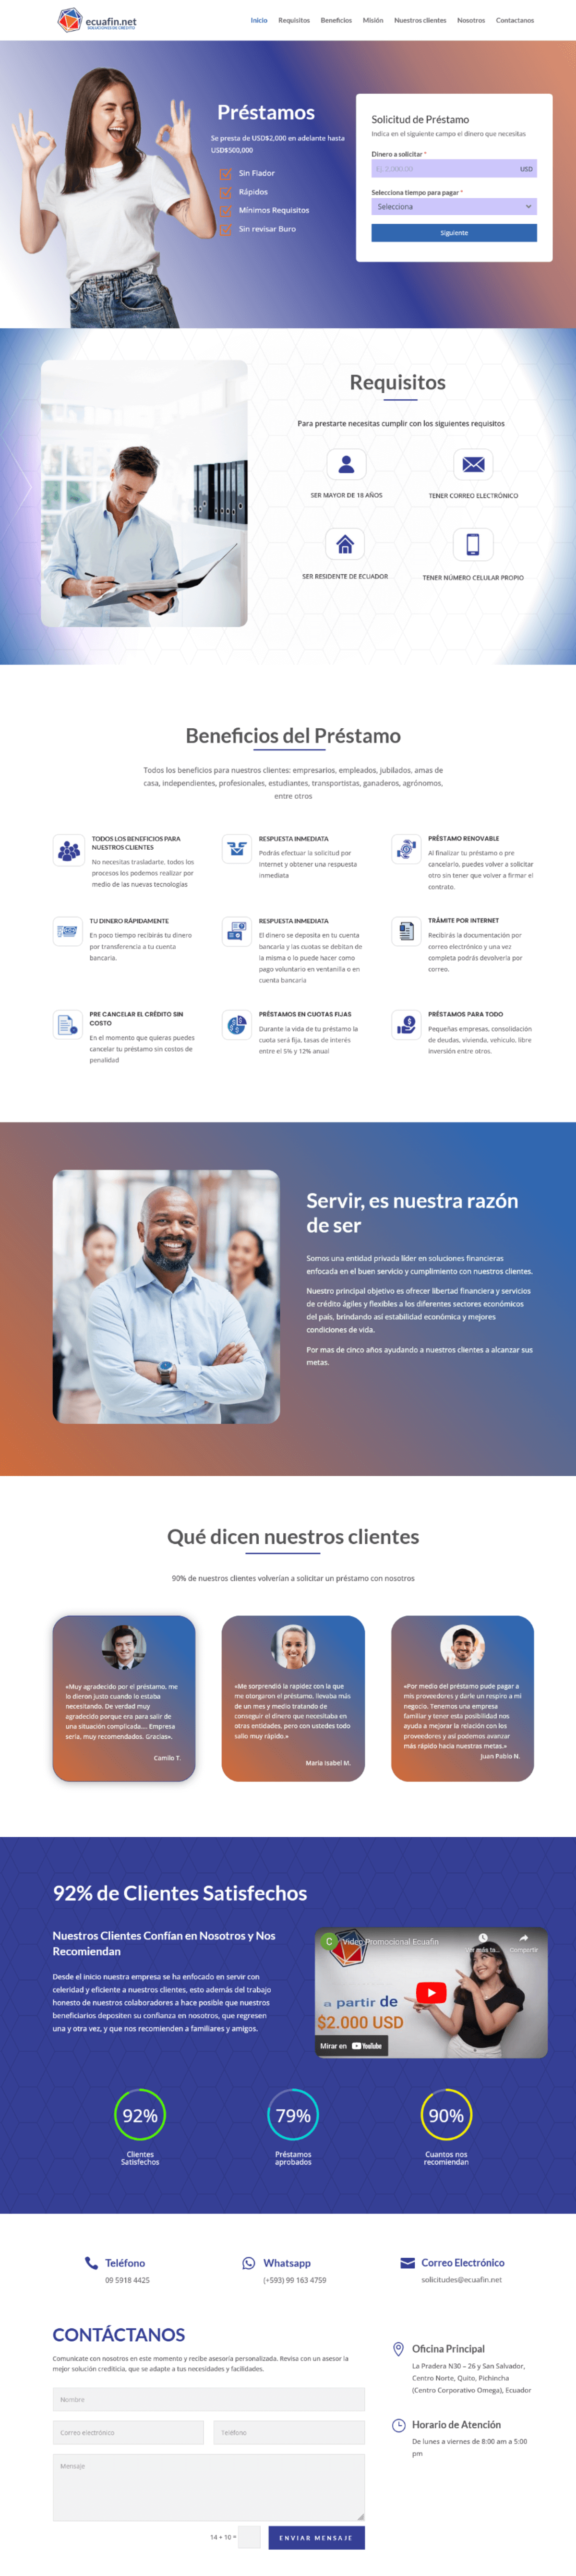 ecuafin.net
SOLUCIONES DE CRÉDITO
Inicio Requisitos Beneficios Misión Nuestros clientes Nosotros Contactanos
Préstamos
Se presta de USD$2,000 en adelante hasta
USD$500,000
Sin Fiador
Rápidos
Mínimos Requisitos
Sin revisar Buro
Solicitud de Préstamo
Indica en el siguiente campo el dinero que necesitas
Dinero a solicitar *
Ej. 2,000.00 USD
Selecciona tiempo para pagar *
Selecciona
Siguiente
Requisitos
Para prestarte necesitas cumplir con los siguientes requisitos
SER MAYOR DE 18 AÑOS
TENER CORREO ELECTRÓNICO
SER RESIDENTE DE ECUADOR
TENER NÚMERO CELULAR PROPIO
Beneficios del Préstamo
Todos los beneficios para nuestros clientes: empresarios, empleados, jubilados, amas de
casa, independientes, profesionales, estudiantes, transportistas, ganaderos, agrónomos,
entre otros
TODOS LOS BENEFICIOS PARA
NUESTROS CLIENTES
No necesitas trasladarte, todos los
procesos los podemos realizar por
medio de las nuevas tecnologías
RESPUESTA INMEDIATA
Podrás efectuar la solicitud por
internet y obtener una respuesta
inmediata
PRÉSTAMO RENOVABLE
Al finalizar tu préstamo o pre
cancelarlo, puedes volver a solicitar
otro sin tener que volver a firmar el
contrato.
TU DINERO RÁPIDAMENTE
En poco tiempo recibirás tu dinero
por transferencia a tu cuenta
bancaria.
RESPUESTA INMEDIATA
El dinero se deposita en tu cuenta
bancaria y las cuotas se debitan de
la misma o lo puede hacer como
pago voluntario en ventanilla o en
cuenta bancaria
TRÁMITE POR INTERNET
Recibirás la documentación por
correo electrónico y una vez
completa podrás devolverla por
correo.
PRE CANCELAR EL CRÉDITO SIN
COSTO
En el momento que quieras puedes
cancelar tu préstamo sin costos de
penalidad
PRÉSTAMOS EN CUOTAS FIJAS
Durante la vida de tu préstamo la
cuota será fija, tasas de interés
entre el 5% y 12% anual
PRÉSTAMOS PARA TODO
Pequeñas empresas, consolidación
de deudas, vivienda, vehículo, libre
inversión entre otros.
Servir, es nuestra razón
de ser
Somos una entidad privada líder en soluciones financieras
enfocada en el buen servicio y cumplimiento con nuestros clientes.
Nuestro principal objetivo es ofrecer libertad financiera y servicios
de crédito ágiles y flexibles a los diferentes sectores económicos
del país, brindando así estabilidad económica y mejores
condiciones de vida.
Por mas de cinco años ayudando a nuestros clientes a alcanzar sus
metas.
Qué dicen nuestros clientes
90% de nuestros clientes volverían a solicitar un préstamo con nosotros
«Muy agradecido por el préstamo, me
lo dieron justo cuando lo estaba
necesitando. De verdad muy
agradecido porque era para salir de
una situación complicada.... Empresa
seria, muy recomendados. Gracias».
Camilo T.
«Me sorprendió la rapidez con la que
me otorgaron el préstamo, llevaba más
de un mes y medio tratando de
conseguir el dinero que necesitaba en
otras entidades, pero con ustedes todo
salio muy rápido.»
Maria Isabel M.
«Por medio del préstamo pude pagar a
mis proveedores y darle un respiro a mi
negocio. Tenemos una empresa
familiar y tener esta posibilidad nos
ayuda a mejorar la relación con los
proveedores y así podemos avanzar
más rápido hacia nuestras metas.»
Juan Pablo N.
92% de Clientes Satisfechos
Nuestros Clientes Confían en Nosotros y Nos
Recomiendan
Desde el inicio nuestra empresa se ha enfocado en servir con
celeridad y eficiente a nuestros clientes, esto además del trabajo
honesto de nuestros colaboradores a hace posible que nuestros
beneficiarios depositen su confianza en nosotros, que regresen
una y otra vez, y que nos recomienden a familiares y amigos.
C Video Promocional Ecuafin
Ver más ta... Compartir
a partir de
$2.000 USD
Mirar en YouTube
92%
Clientes
Satisfechos
79%
Préstamos
aprobados
90%
Cuantos nos
recomiendan
Teléfono
09 5918 4425
Whatsapp
(+593) 99 163 4759
Correo Electrónico
solicitudes@ecuafin.net
CONTÁCTANOS
Comunícate con nosotros en este momento y recibe asesoría personalizada. Revisa con un asesor la
mejor solución crediticia, que se adapte a tus necesidades y facilidades.
Nombre
Correo electrónico
Teléfono
Mensaje
14 + 10 =
ENVIAR MENSAJE
Oficina Principal
La Pradera N30 – 26 y San Salvador,
Centro Norte, Quito, Pichincha
(Centro Corporativo Omega), Ecuador
Horario de Atención
De lunes a viernes de 8:00 am a 5:00
pm